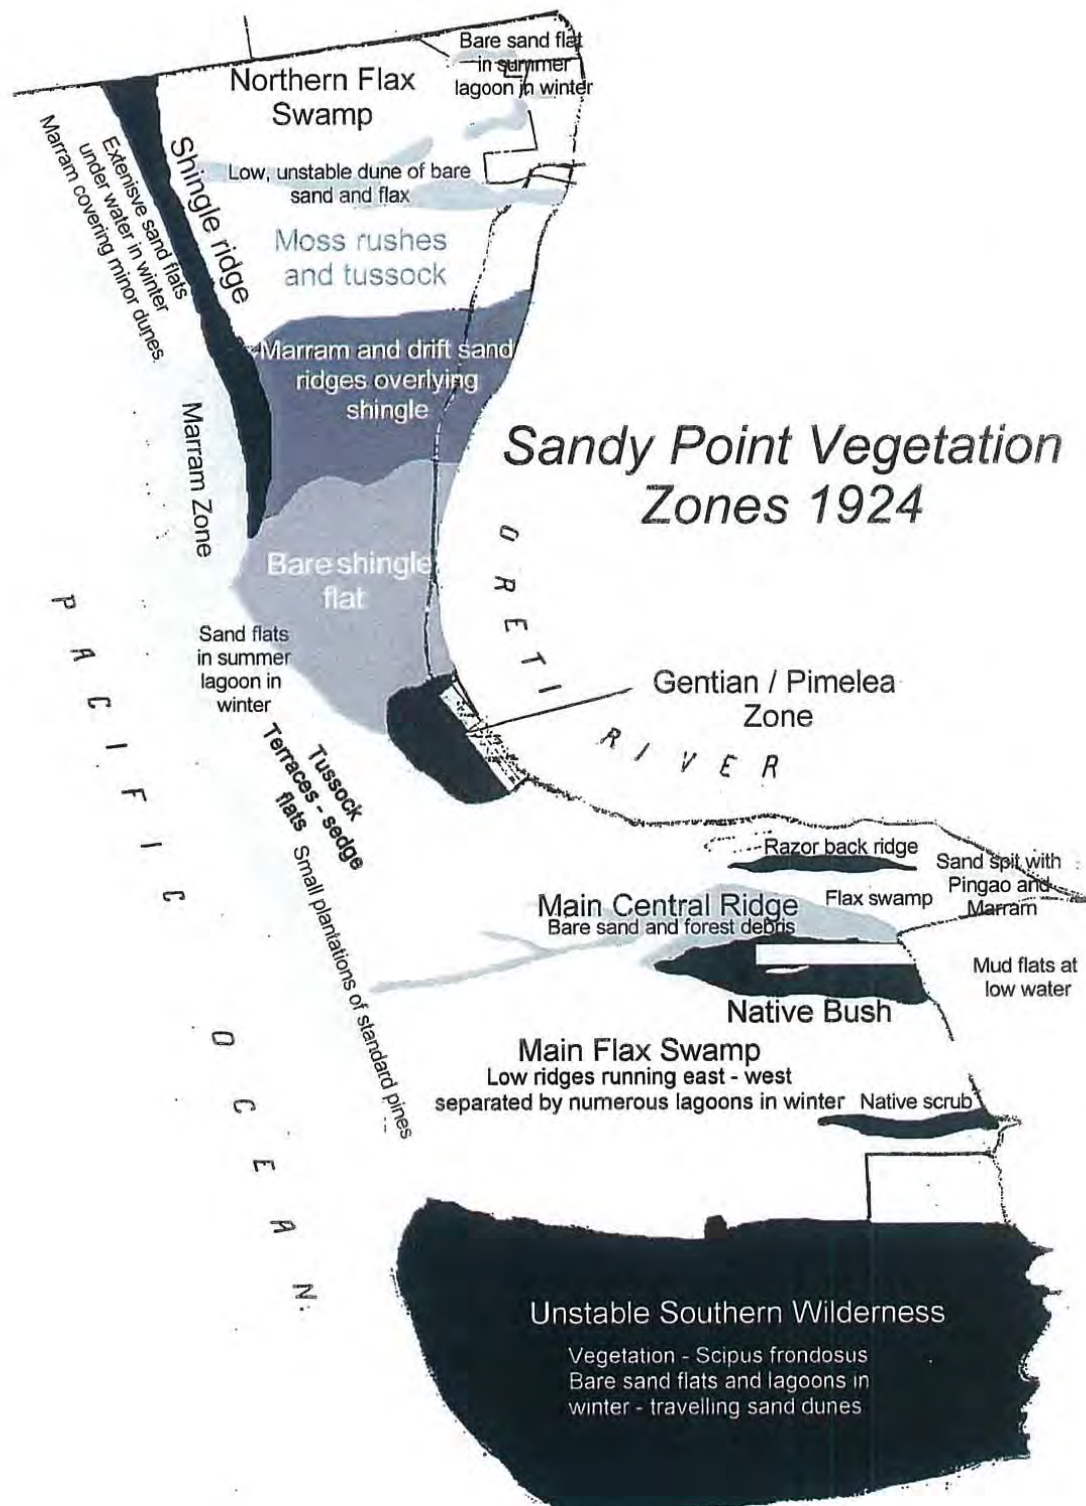 Bare sand flat
in summer
lagoon in winter
Northern Flax
Swamp
Extenisve sand flats
under water in winter
Marram covering minor dunes
Shingle ridge
Low, unstable dune of bare
sand and flax
Moss rushes
and tussock
Marram and drift sand
ridges overlying
shingle
Marram Zone
Sandy Point Vegetation
Zones 1924
Bare shingle
flat
ORETI
RIVER
Sand flats
in summer
lagoon in
winter
Gentian / Pimelea
Zone
PACIFIC
OCEAN
Tussock
Terraces - sedge
flats
Small planlations of standard pines
Razor back ridge
Sand spit with
Pingao and
Marram
Flax swamp
Main Central Ridge
Bare sand and forest debris
Mud flats at
low water
Native Bush
Main Flax Swamp
Low ridges running east - west
separated by numerous lagoons in winter
Native scrub
Unstable Southern Wilderness
Vegetation - Scipus frondosus
Bare sand flats and lagoons in
winter - travelling sand dunes